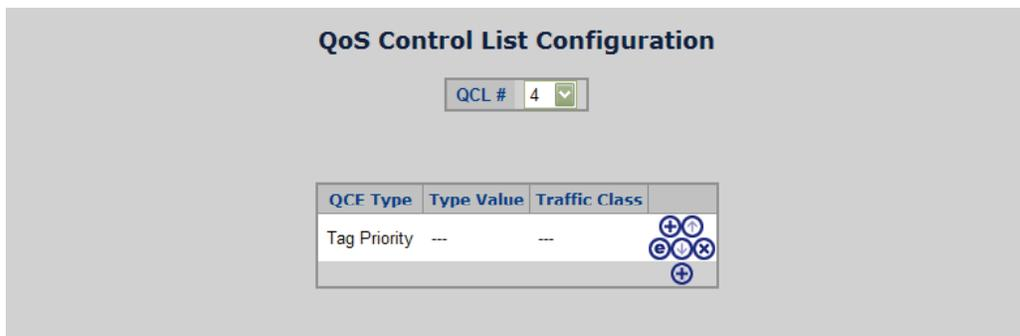 QoS Control List Configuration
QCL # 4
QCE Type Type Value Traffic Class
Tag Priority --- ---
e